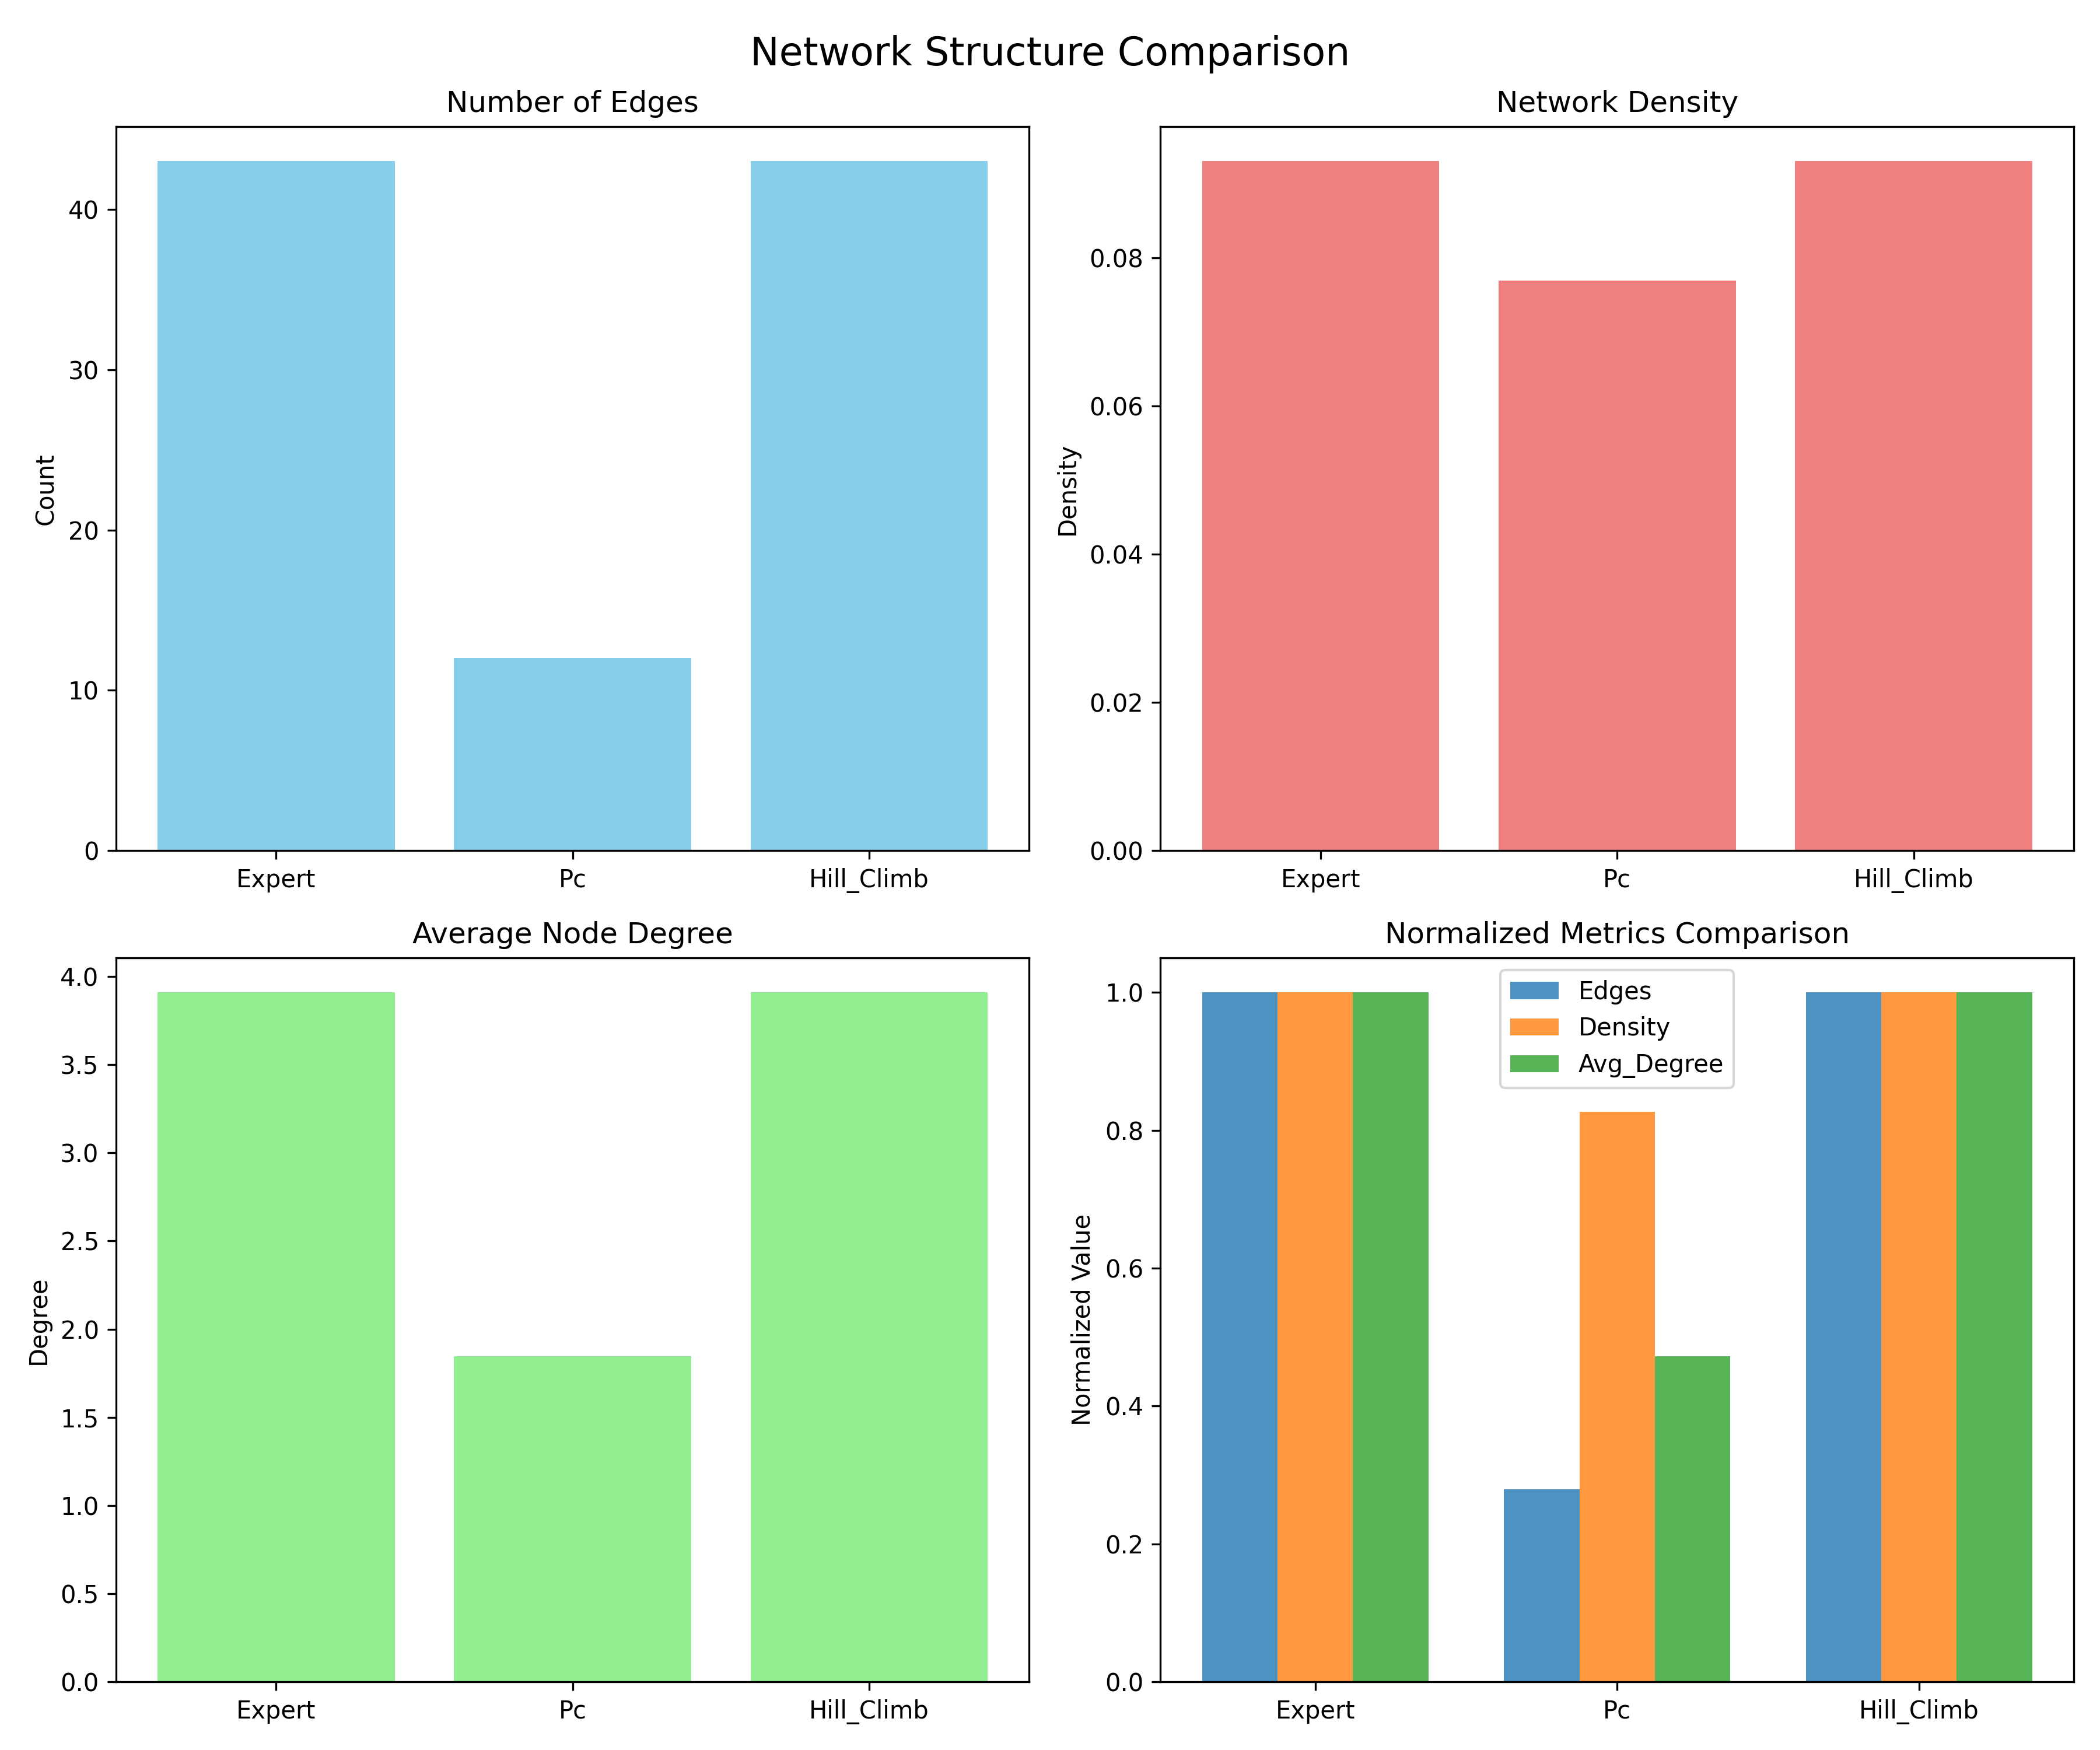 Network Structure Comparison
Number of Edges
Count
40
30
20
10
0
Expert Pc Hill_Climb
Network Density
Density
0.08
0.06
0.04
0.02
0.00
Expert Pc Hill_Climb
Average Node Degree
Degree
4.0
3.5
3.0
2.5
2.0
1.5
1.0
0.5
0.0
Expert Pc Hill_Climb
Normalized Metrics Comparison
Normalized Value
1.0
0.8
0.6
0.4
0.2
0.0
Edges
Density
Avg_Degree
Expert Pc Hill_Climb